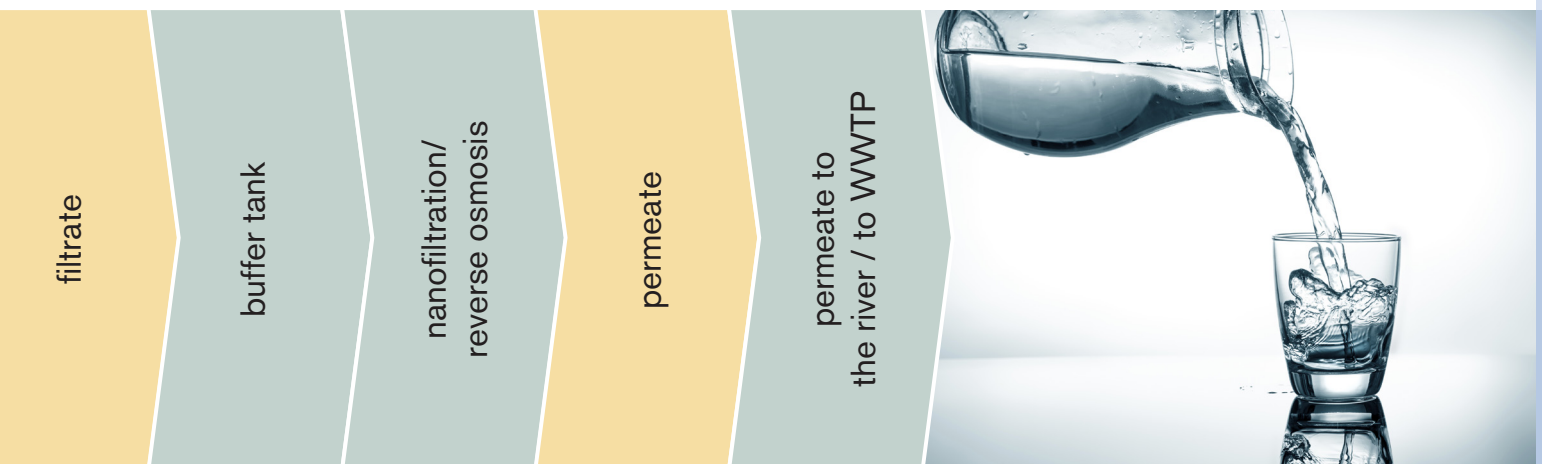 filtrate
buffer tank
nanofiltration/
reverse osmosis
permeate
permeate to
the river / to WWTP